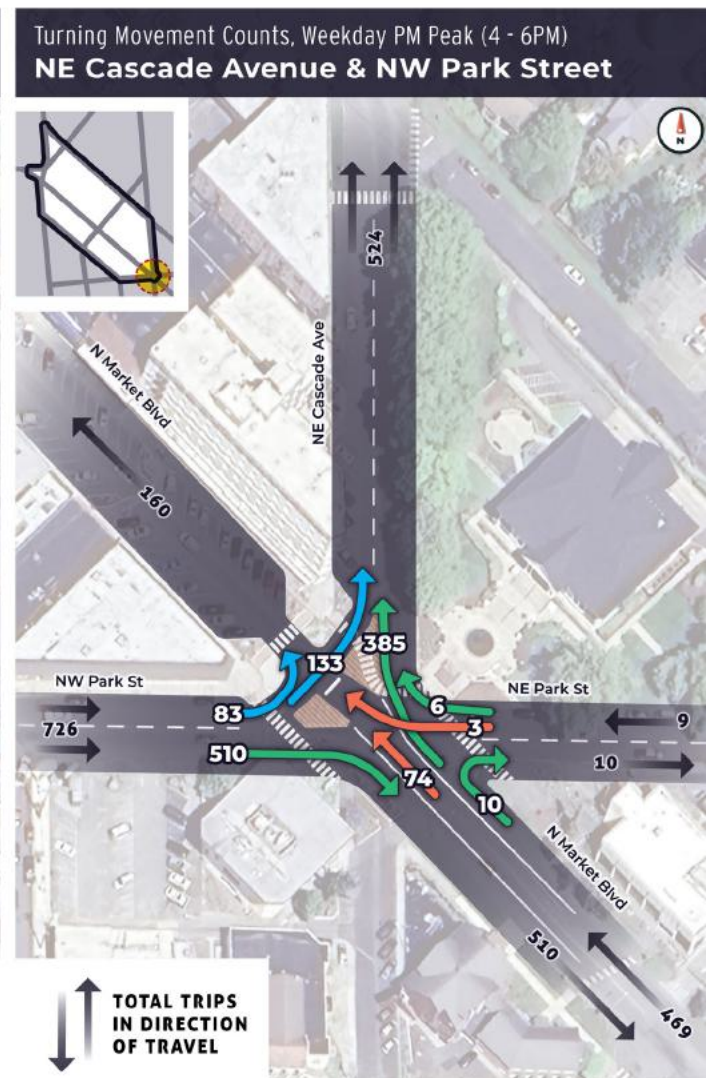 Turning Movement Counts, Weekday PM Peak (4 - 6PM)
NE Cascade Avenue & NW Park Street
N
524
NE Cascade Ave
N Market Blvd
160
133
385
NW Park St
NE Park St
83
6
726
3
9
510
10
74
10
N Market Blvd
510
469
TOTAL TRIPS
IN DIRECTION
OF TRAVEL